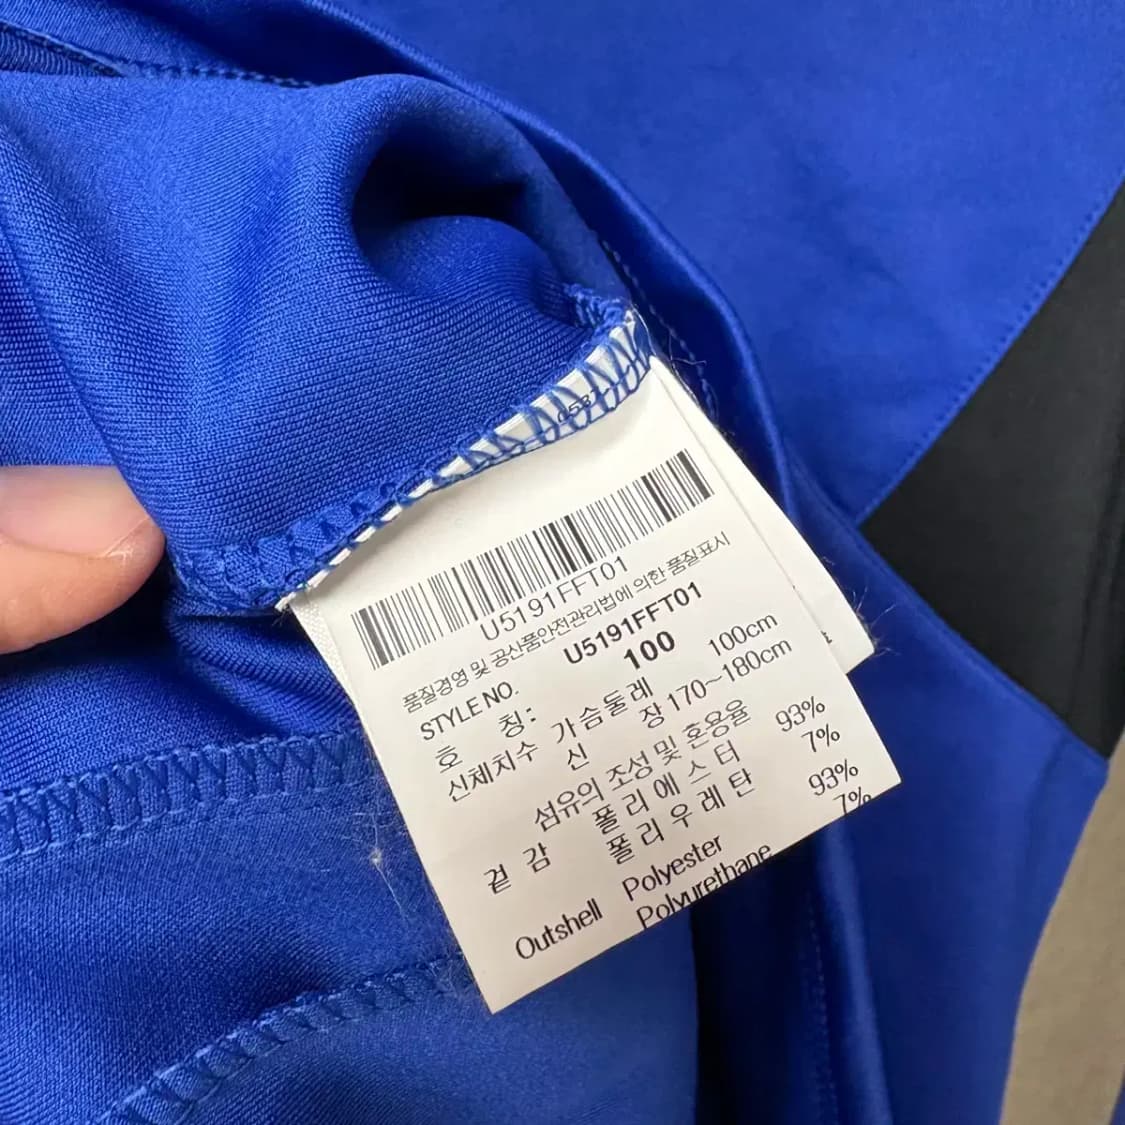 U5191FFT01
품질경영 및 공산품안전관리법에 의한 품질표시
STYLE NO. U5191FFT01
호 칭: 100
신체치수 가슴둘레 100cm
신 장 170~180cm
섬유의 조성 및 혼용율
겉 감 폴리에스터 93%
폴리우레탄 7%
Outshell Polyester 93%
Polyurethane 7%